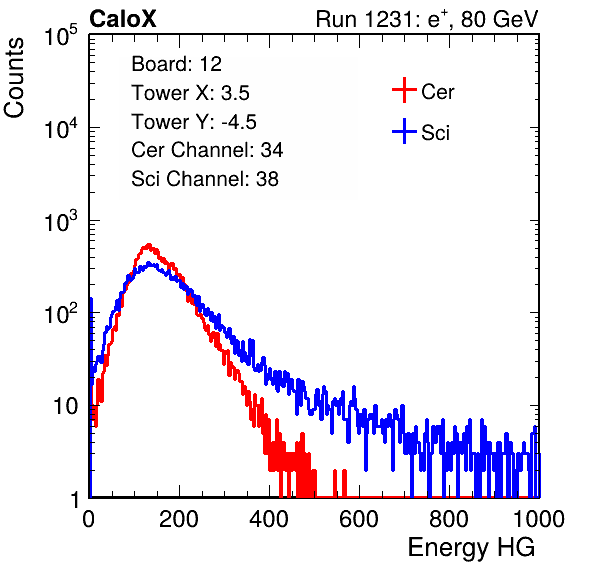 CaloX Run 1231: e⁺, 80 GeV
Counts
10⁵
10⁴
10³
10²
10
1
Board: 12
Tower X: 3.5
Tower Y: -4.5
Cer Channel: 34
Sci Channel: 38
Cer
Sci
0 200 400 600 800 1000
Energy HG